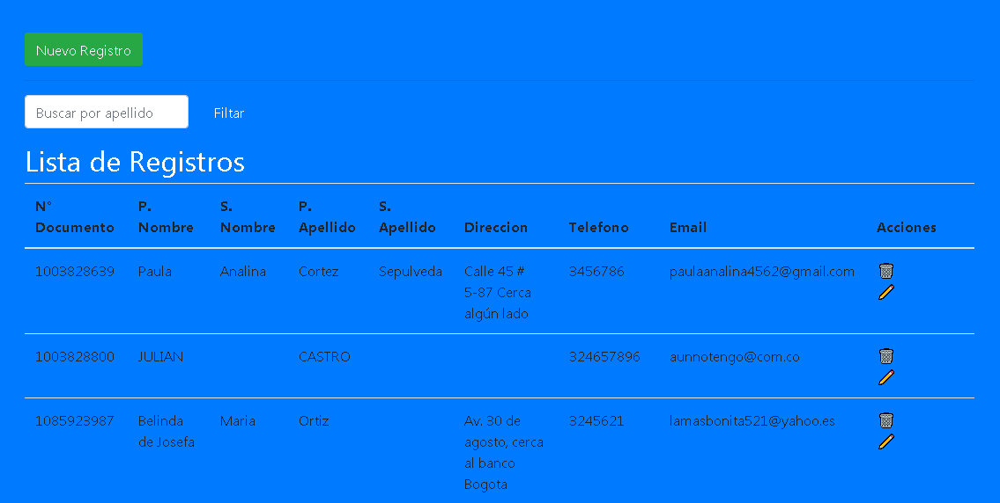 Nuevo Registro
Buscar por apellido Filtar
Lista de Registros
N° P. S. P. S.
Documento Nombre Nombre Apellido Apellido Direccion Telefono Email Acciones
1003828639 Paula Analina Cortez Sepulveda Calle 45 # 3456786 paulaanalina4562@gmail.com
5-87 Cerca
algún lado
1003828800 JULIAN CASTRO 324657896 aunnotengo@com.co
1085923987 Belinda Maria Ortiz Av. 30 de 3245621 lamasbonita521@yahoo.es
de Josefa agosto, cerca
al banco
Bogota